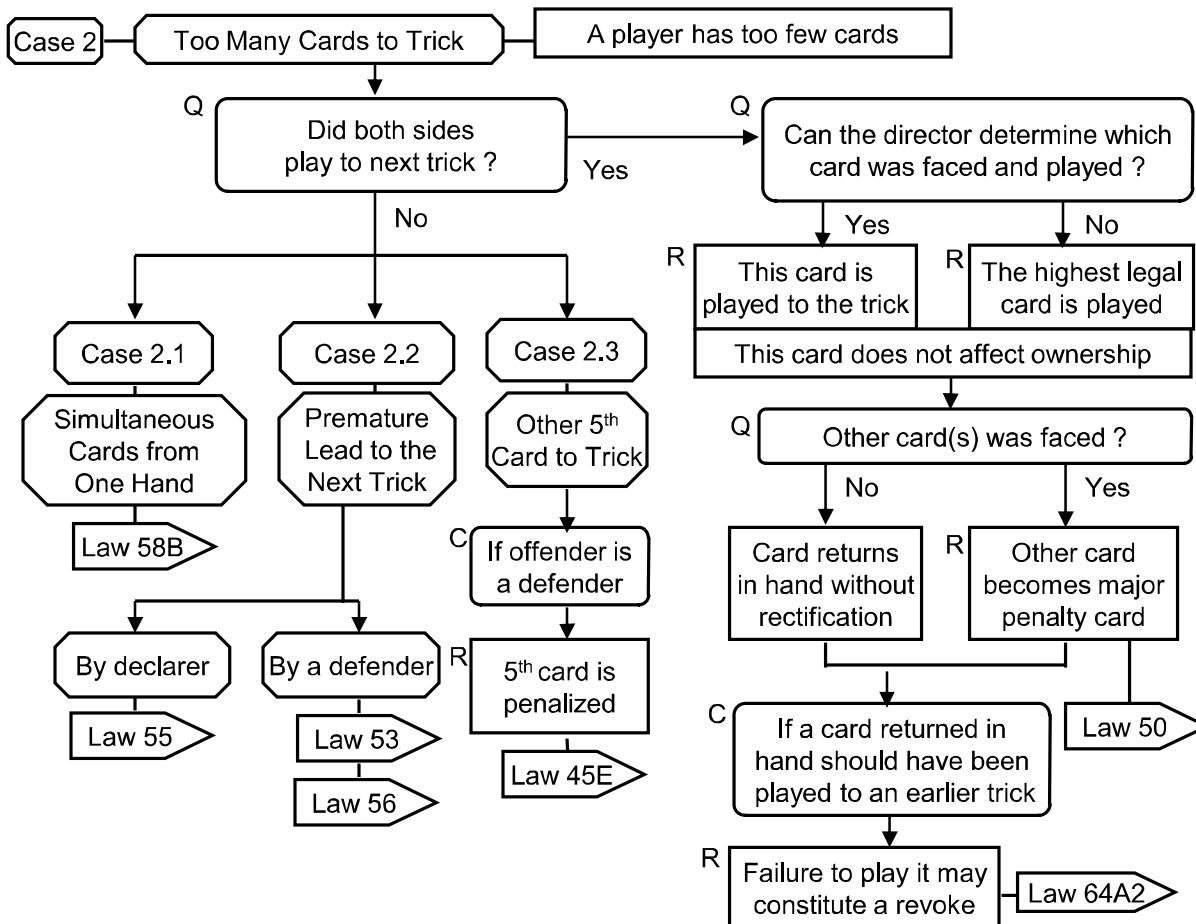 Case 2
Too Many Cards to Trick
A player has too few cards
Q
Did both sides
play to next trick ?
Yes
No
Q
Can the director determine which
card was faced and played ?
Yes
No
R
This card is
played to the trick
R
The highest legal
card is played
This card does not affect ownership
Case 2.1
Simultaneous
Cards from
One Hand
Law 58B
Case 2.2
Premature
Lead to the
Next Trick
By declarer
Law 55
By a defender
Law 53
Law 56
Case 2.3
Other 5th
Card to Trick
C
If offender is
a defender
R
5th card is
penalized
Law 45E
Q
Other card(s) was faced ?
No
Yes
Card returns
in hand without
rectification
R
Other card
becomes major
penalty card
Law 50
C
If a card returned in
hand should have been
played to an earlier trick
R
Failure to play it may
constitute a revoke
Law 64A2